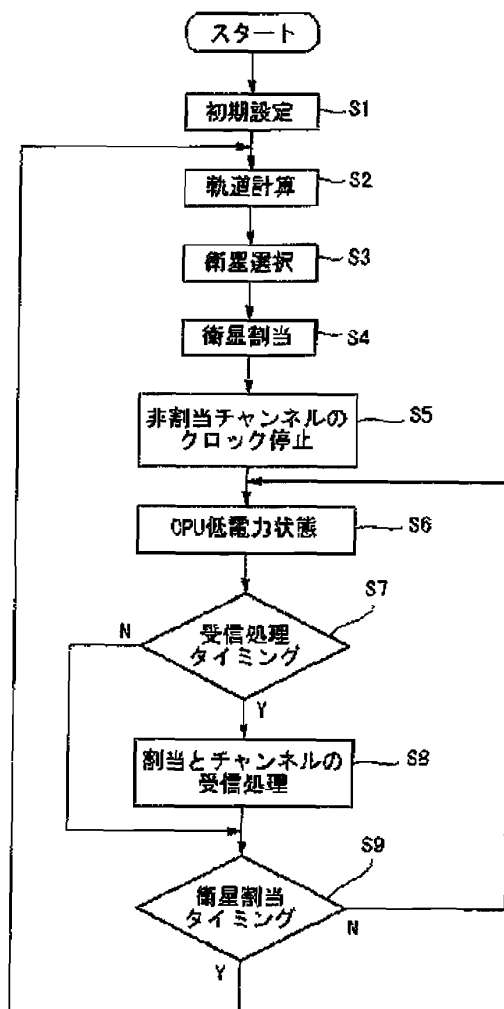 スタート
初期設定
S1
軌道計算
S2
衛星選択
S3
衛星割当
S4
非割当チャンネルの
クロック停止
S5
CPU低電力状態
S6
S7
受信処理
タイミング
N
Y
割当とチャンネルの
受信処理
S8
S9
衛星割当
タイミング
N
Y